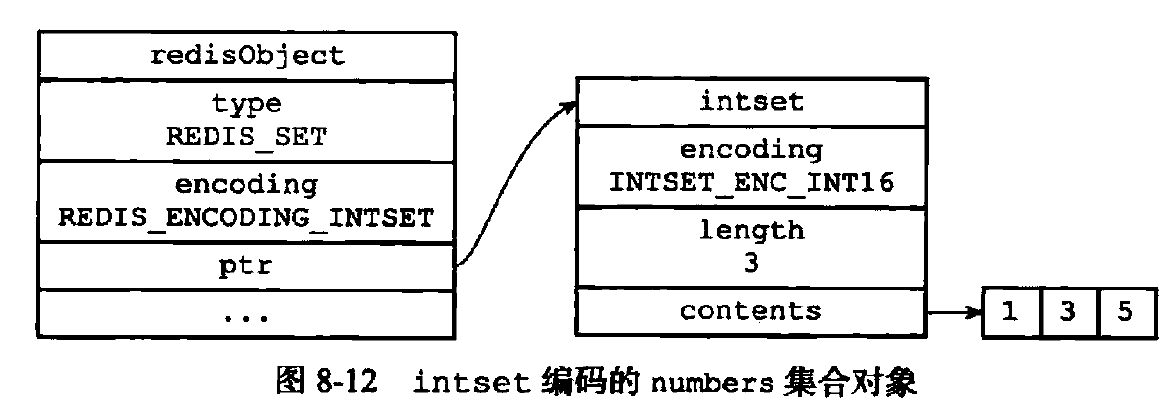 redisObject
type
REDIS_SET
encoding
REDIS_ENCODING_INTSET
ptr
...
intset
encoding
INTSET_ENC_INT16
length
3
contents
1 3 5
图 8-12 intset 编码的 numbers 集合对象